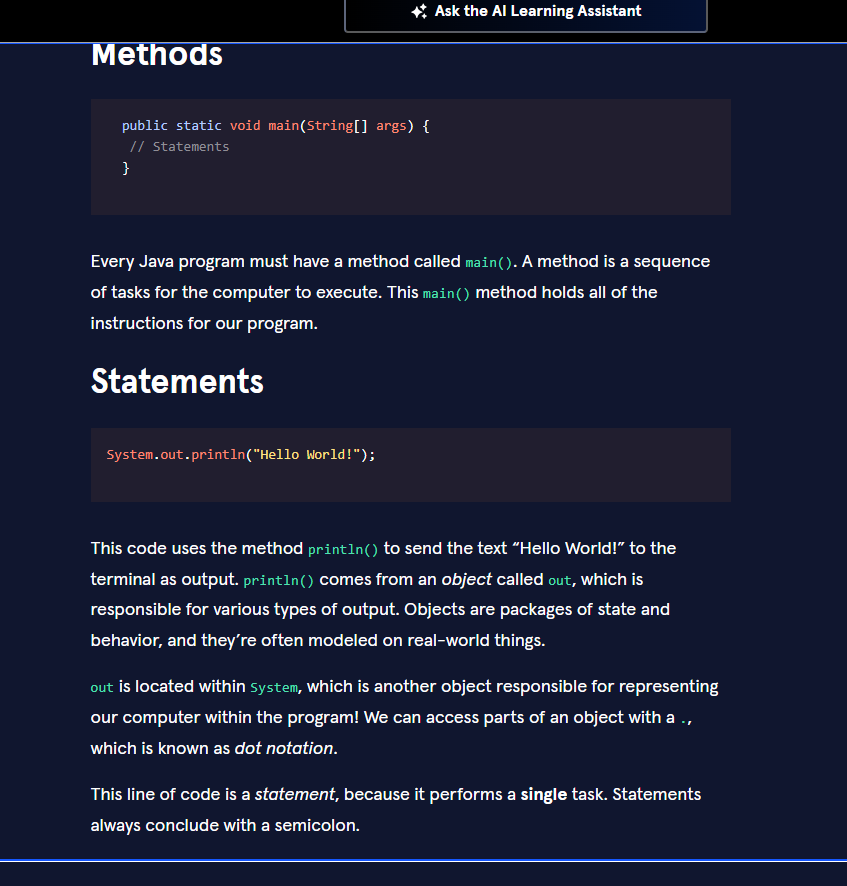 Ask the AI Learning Assistant
Methods
public static void main(String[] args) {
// Statements
}
Every Java program must have a method called main(). A method is a sequence
of tasks for the computer to execute. This main() method holds all of the
instructions for our program.
Statements
System.out.println("Hello World!");
This code uses the method println() to send the text “Hello World!” to the
terminal as output. println() comes from an object called out, which is
responsible for various types of output. Objects are packages of state and
behavior, and they’re often modeled on real-world things.
out is located within System, which is another object responsible for representing
our computer within the program! We can access parts of an object with a .,
which is known as dot notation.
This line of code is a statement, because it performs a single task. Statements
always conclude with a semicolon.